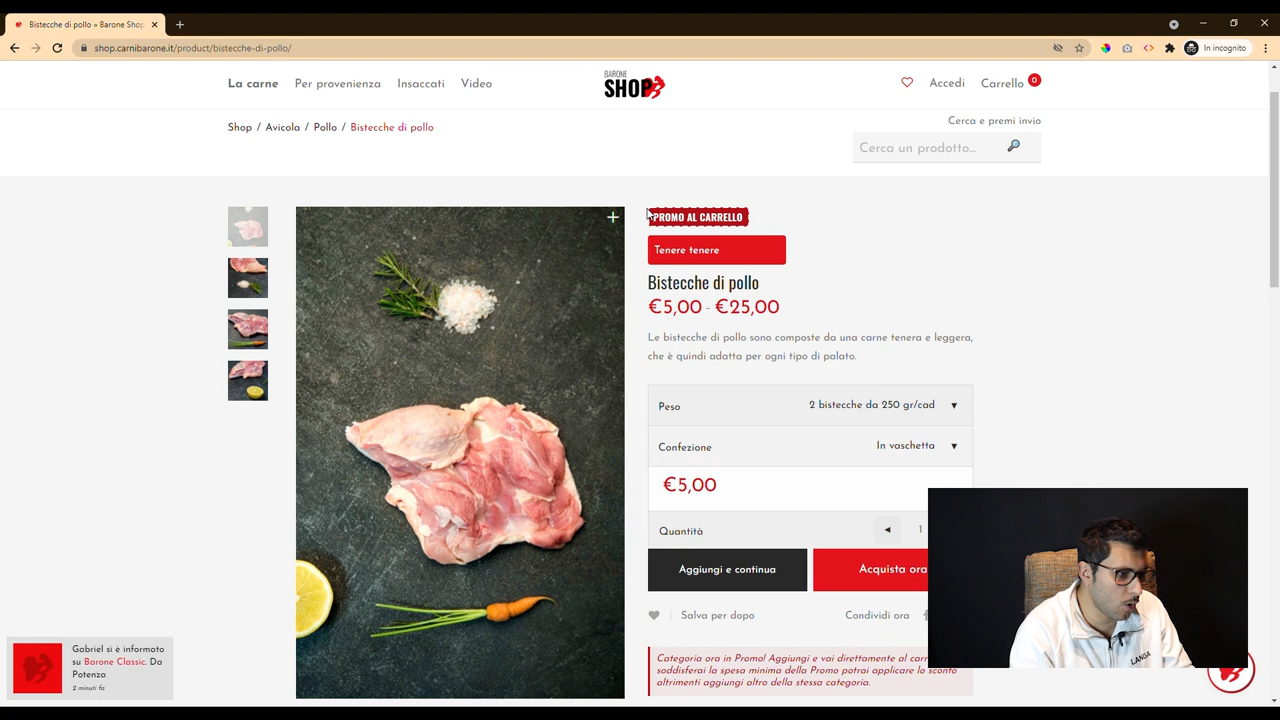 Bistecche di pollo » Barone Shop
shop.carnibarone.it/product/bistecche-di-pollo/
In incognito
La carne
Per provenienza
Insaccati
Video
BARONE
SHOP
Accedi
Carrello
0
Shop / Avicola / Pollo / Bistecche di pollo
Cerca e premi invio
Cerca un prodotto...
PROMO AL CARRELLO
Tenere tenere
Bistecche di pollo
€5,00 - €25,00
Le bistecche di pollo sono composte da una carne tenera e leggera,
che è quindi adatta per ogni tipo di palato.
Peso
2 bistecche da 250 gr/cad
Confezione
In vaschetta
€5,00
Quantità
1
Aggiungi e continua
Acquista ora
Salva per dopo
Condividi ora
Categoria ora in Promo! Aggiungi e vai direttamente al carr
soddisferai la spesa minima della Promo potrai applicare lo sconto
altrimenti aggiungi altro della stessa categoria.
Gabriel si è informato
su Barone Classic. Da
Potenza
2 minuti fa
LANGA